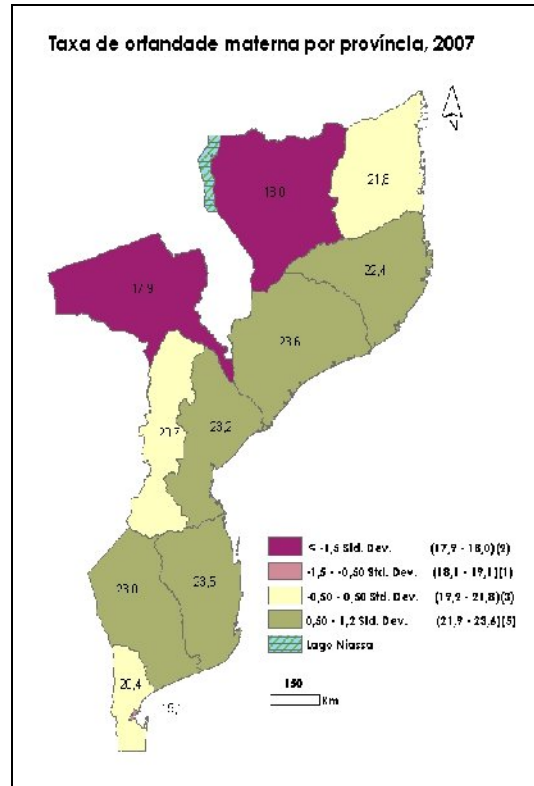 Taxa de orfandade materna por província, 2007
18,0
21,8
22,4
17,9
23,6
23,2
23,0
23,5
20,4
≤ -1,5 Std. Dev. (17,9 - 18,0)(2)
-1,5 - -0,50 Std. Dev. (18,1 - 19,1)(1)
-0,50 - 0,50 Std. Dev. (19,2 - 21,8)(3)
0,50 - 1,2 Std. Dev. (21,9 - 23,6)(5)
Lago Niassa
150
Km